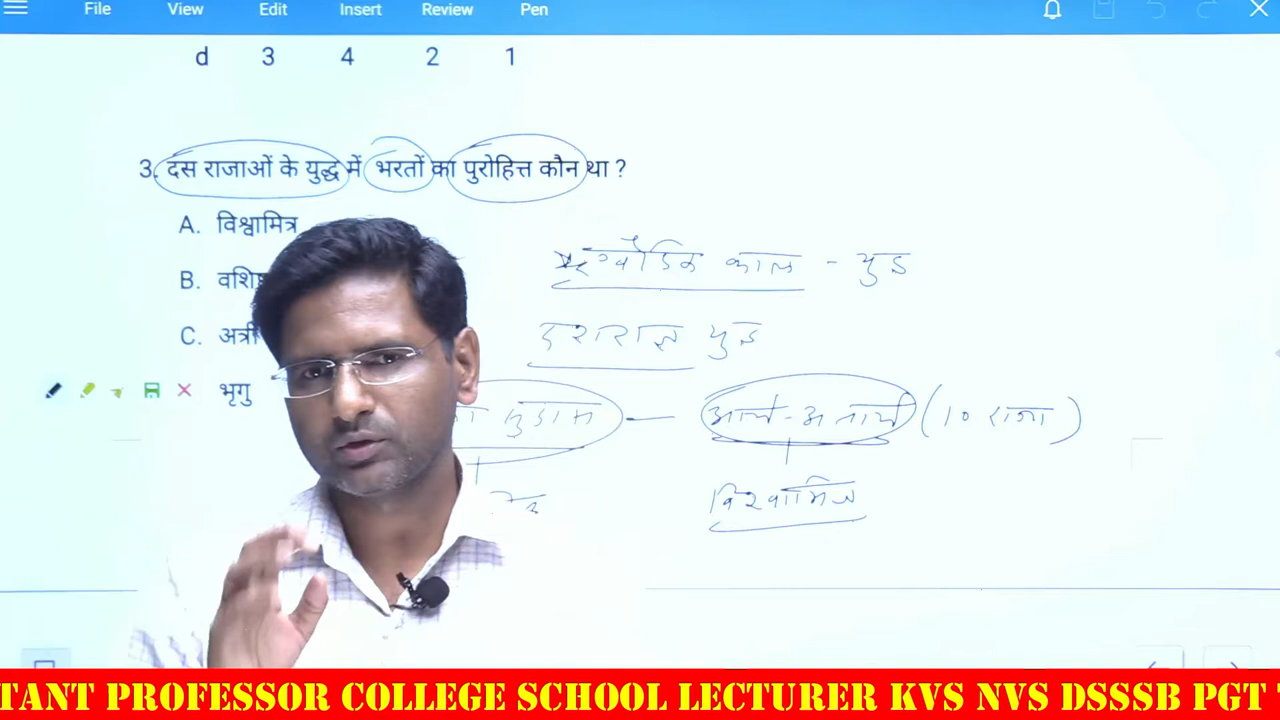 File View Edit Insert Review Pen
d 3 4 2 1
3. दस राजाओं के युद्ध में भरतों का पुरोहित्त कौन था ?
A. विश्वामित्र
B. वशि
C. अत्री
भृगु
काल - युद्ध
दशराज्ञ युद्ध
आर्य-अनार्य (10 राजा)
विश्वामित्र
TANT PROFESSOR COLLEGE SCHOOL LECTURER KVS NVS DSSSB PGT